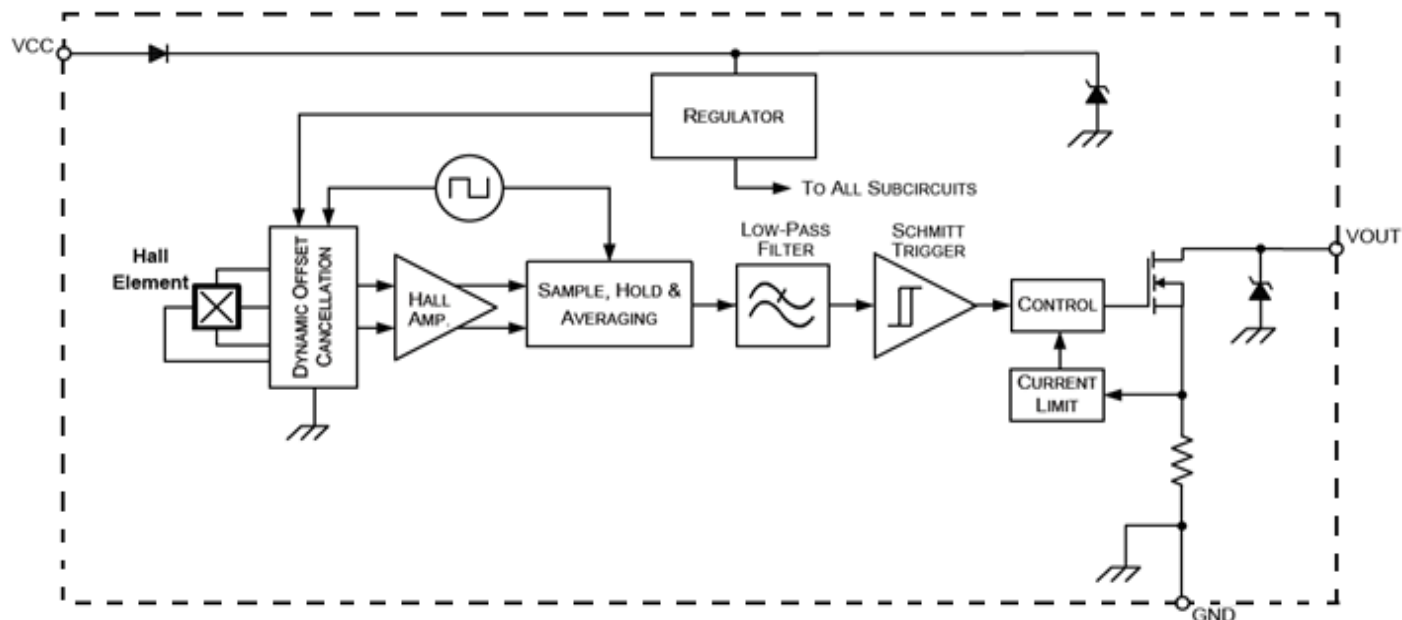 VCC
REGULATOR
TO ALL SUBCIRCUITS
LOW-PASS
FILTER
SCHMITT
TRIGGER
VOUT
Hall
Element
DYNAMIC OFFSET
CANCELLATION
HALL
AMP.
SAMPLE, HOLD &
AVERAGING
CONTROL
CURRENT
LIMIT
GND